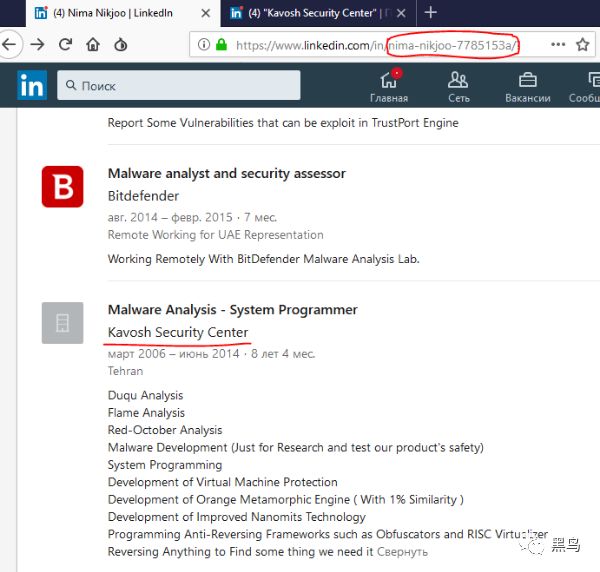 (4) Nima Nikjoo | LinkedIn
(4) "Kavosh Security Center" | П
https://www.linkedin.com/in/nima-nikjoo-7785153a/
in
Поиск
Главная
Сеть
Вакансии
Сообщ
Report Some Vulnerabilities that can be exploit in TrustPort Engine
B
Malware analyst and security assessor
Bitdefender
авг. 2014 – февр. 2015 · 7 мес.
Remote Working for UAE Representation
Working Remotely With BitDefender Malware Analysis Lab.
Malware Analysis - System Programmer
Kavosh Security Center
март 2006 – июнь 2014 · 8 лет 4 мес.
Tehran
Duqu Analysis
Flame Analysis
Red-October Analysis
Malware Development (Just for Research and test our product's safety)
System Programming
Development of Virtual Machine Protection
Development of Orange Metamorphic Engine ( With 1% Similarity )
Development of Improved Nanomits Technology
Programming Anti-Reversing Frameworks such as Obfuscators and RISC Virtualizer
Reversing Anything to Find some thing we need it Свернуть
黑鸟